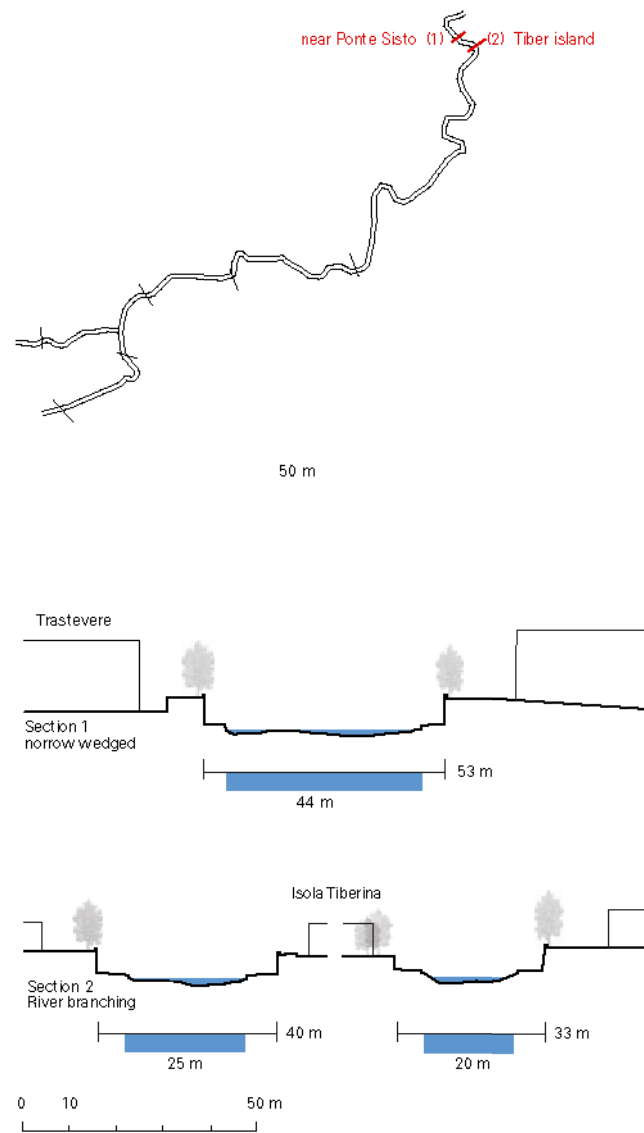 near Ponte Sisto (1) (2) Tiber island
50 m
Trastevere
Section 1
norrow wedged
53 m
44 m
Isola Tiberina
Section 2
River branching
40 m 33 m
25 m 20 m
0 10 50 m